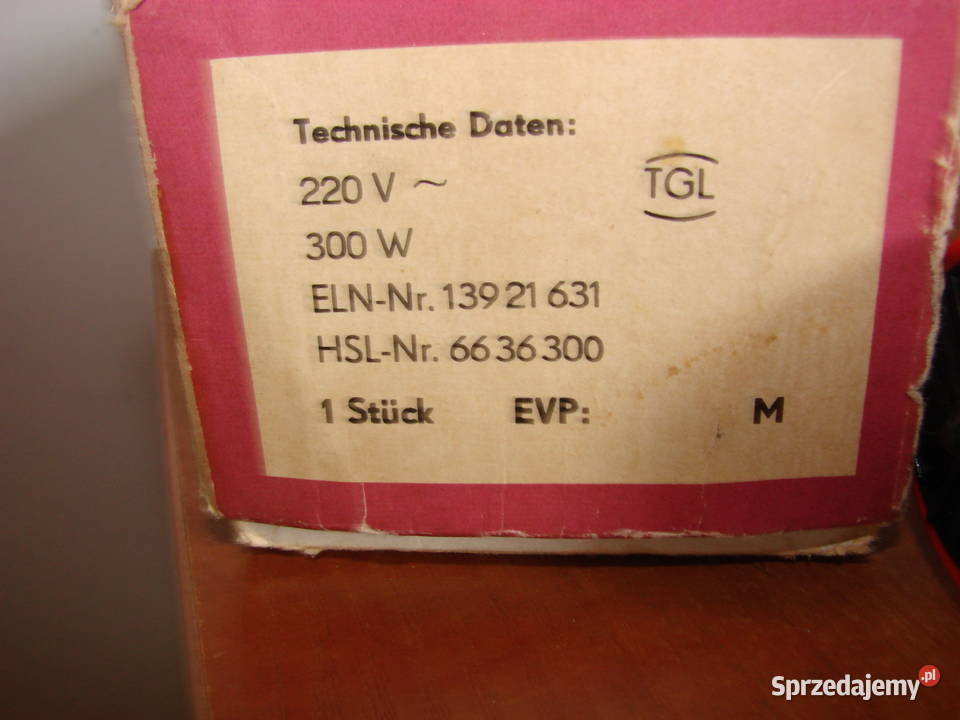 Technische Daten:
220 V ~
TGL
300 W
ELN-Nr. 139 21 631
HSL-Nr. 66 36 300
1 Stück EVP: M
Sprzedajemy.pl